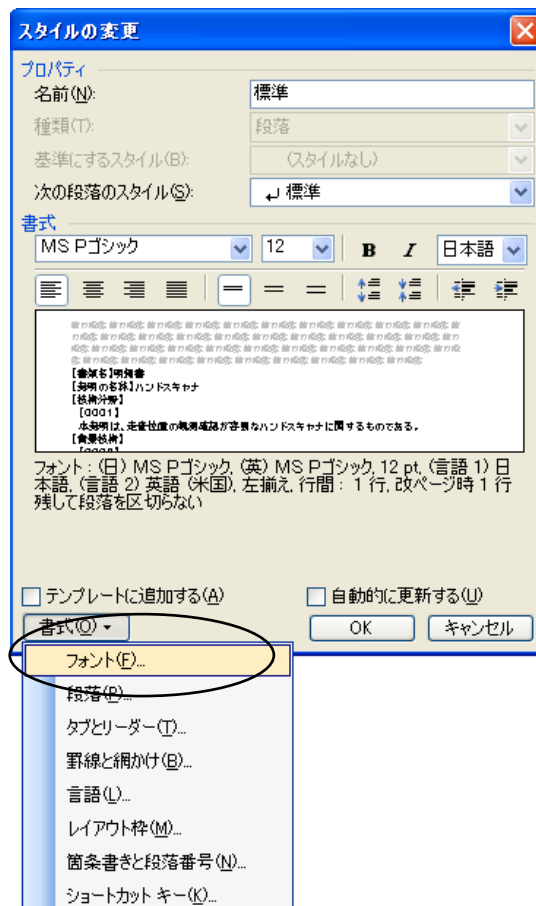 スタイルの変更
プロパティ
名前(N):
標準
種類(T):
段落
基準にするスタイル(B):
(スタイルなし)
次の段落のスタイル(S):
標準
書式
MS Pゴシック
12
B
I
日本語
【書類名】明細書
【発明の名称】ハンドスキャナ
【技術分野】
【0001】
本発明は、走査位置の視認確認が容易なハンドスキャナに関するものである。
【背景技術】
フォント : (日) MS Pゴシック, (英) MS Pゴシック, 12 pt, (言語 1) 日
本語, (言語 2) 英語 (米国), 左揃え, 行間 : 1 行, 改ページ時 1 行
残して段落を区切らない
テンプレートに追加する(A)
自動的に更新する(U)
書式(O)
OK
キャンセル
フォント(F)...
段落(P)...
タブとリーダー(T)...
罫線と網かけ(B)...
言語(L)...
レイアウト枠(M)...
箇条書きと段落番号(N)...
ショートカット キー(K)...